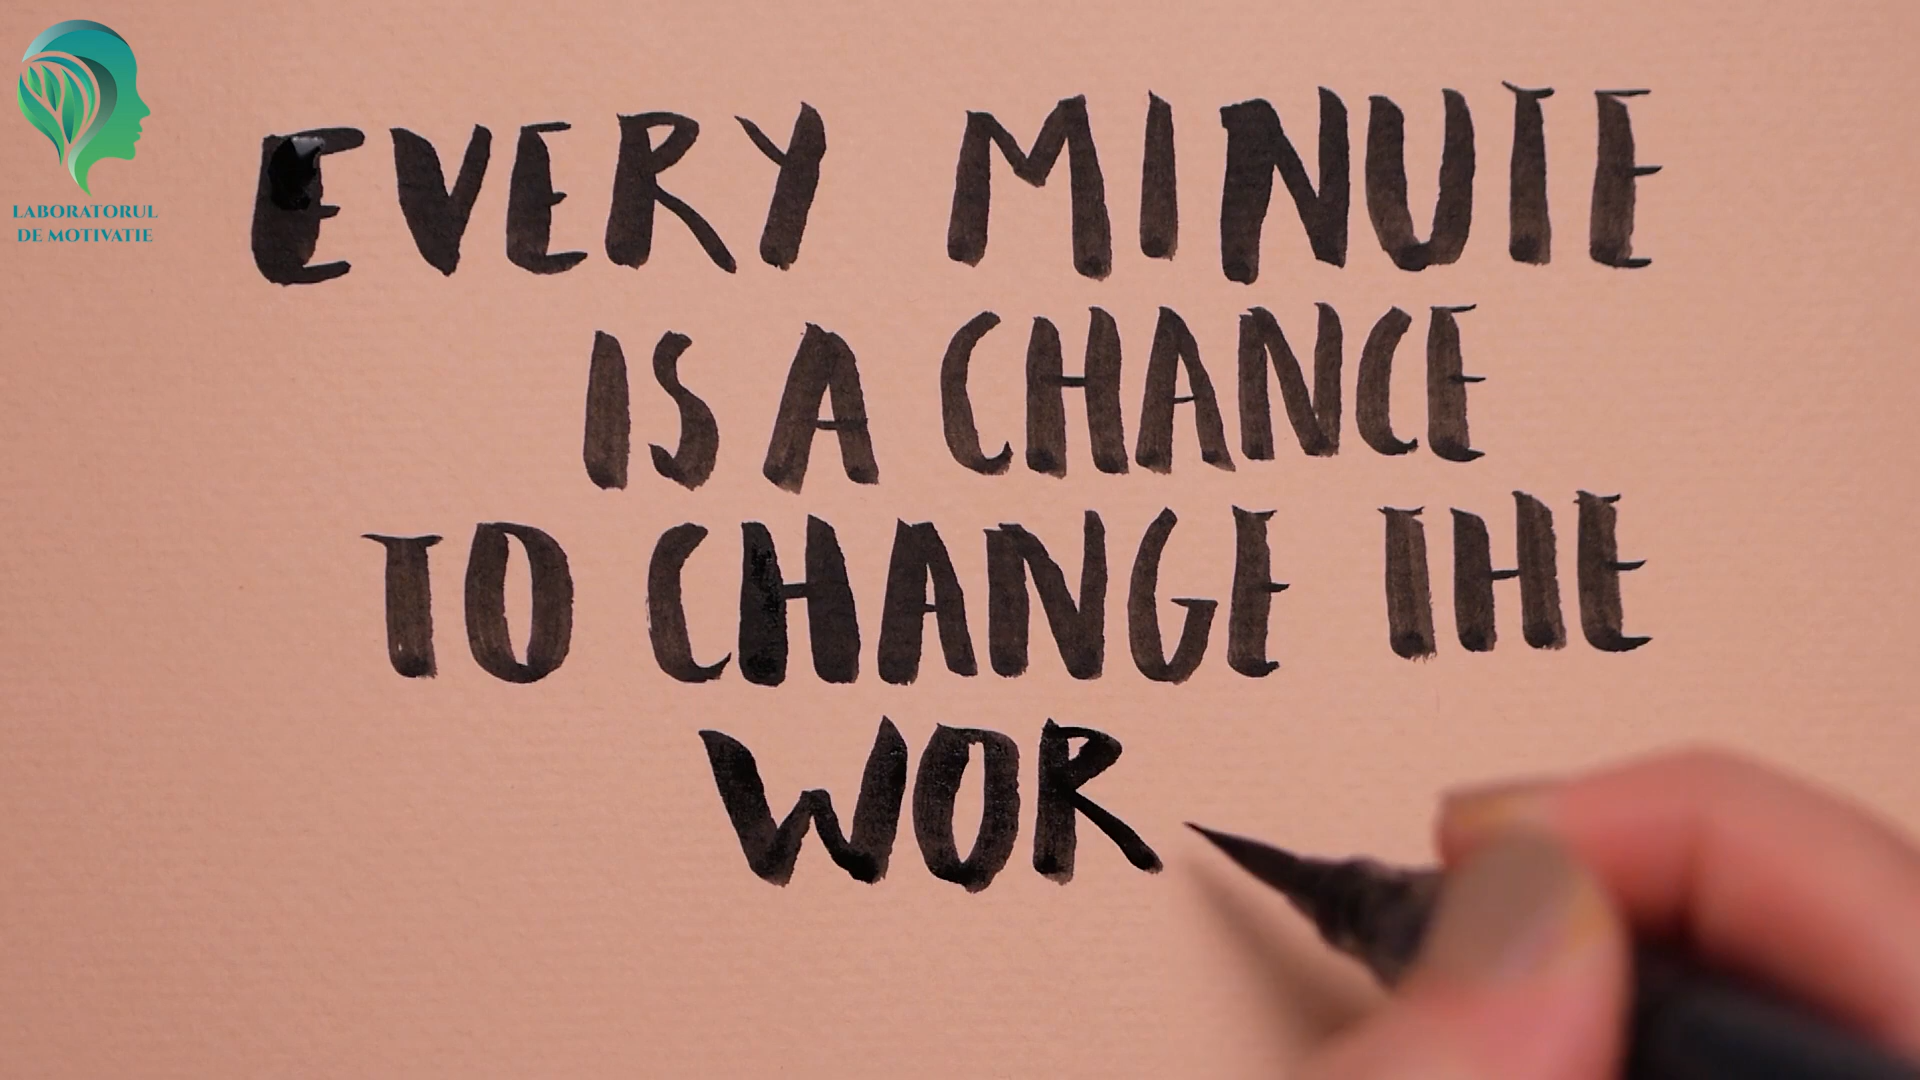 LABORATORUL
DE MOTIVATIE
EVERY MINUTE
IS A CHANCE
TO CHANGE THE
WOR